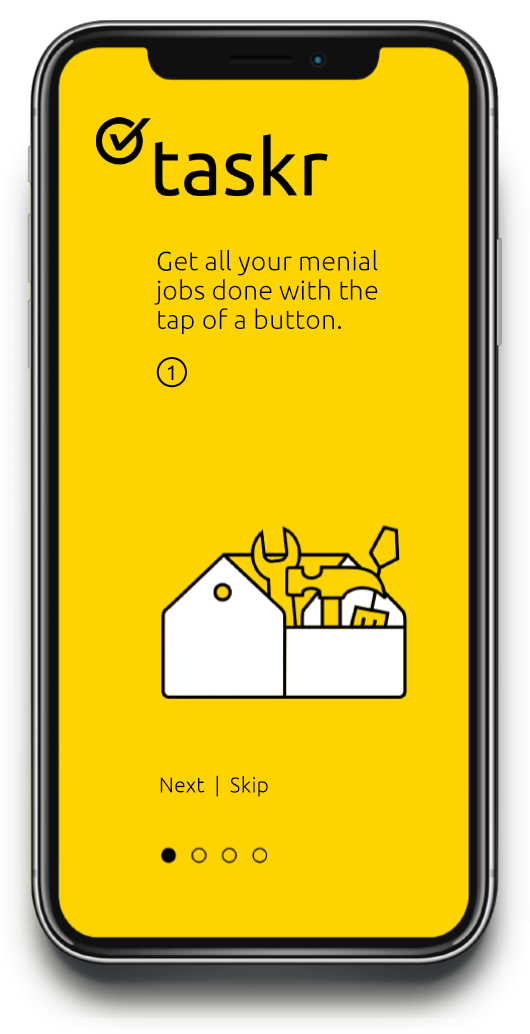 taskr
Get all your menial
jobs done with the
tap of a button.
1
Next | Skip